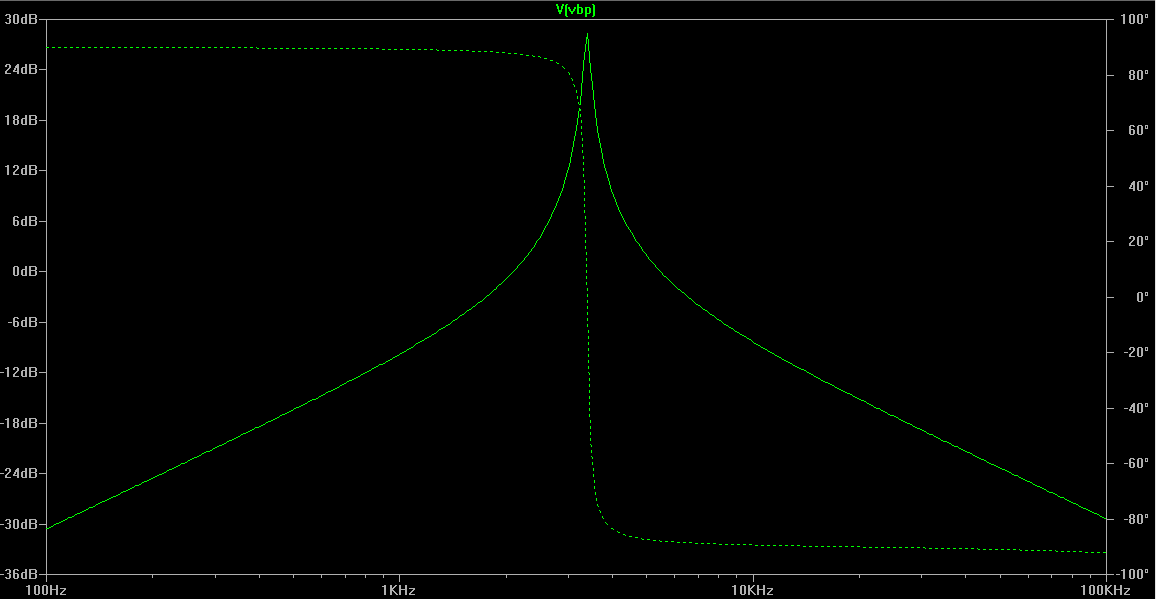 V(vbp)
30dB
24dB
18dB
12dB
6dB
0dB
-6dB
-12dB
-18dB
-24dB
-30dB
-36dB
100°
80°
60°
40°
20°
0°
-20°
-40°
-60°
-80°
-100°
100Hz
1KHz
10KHz
100KHz